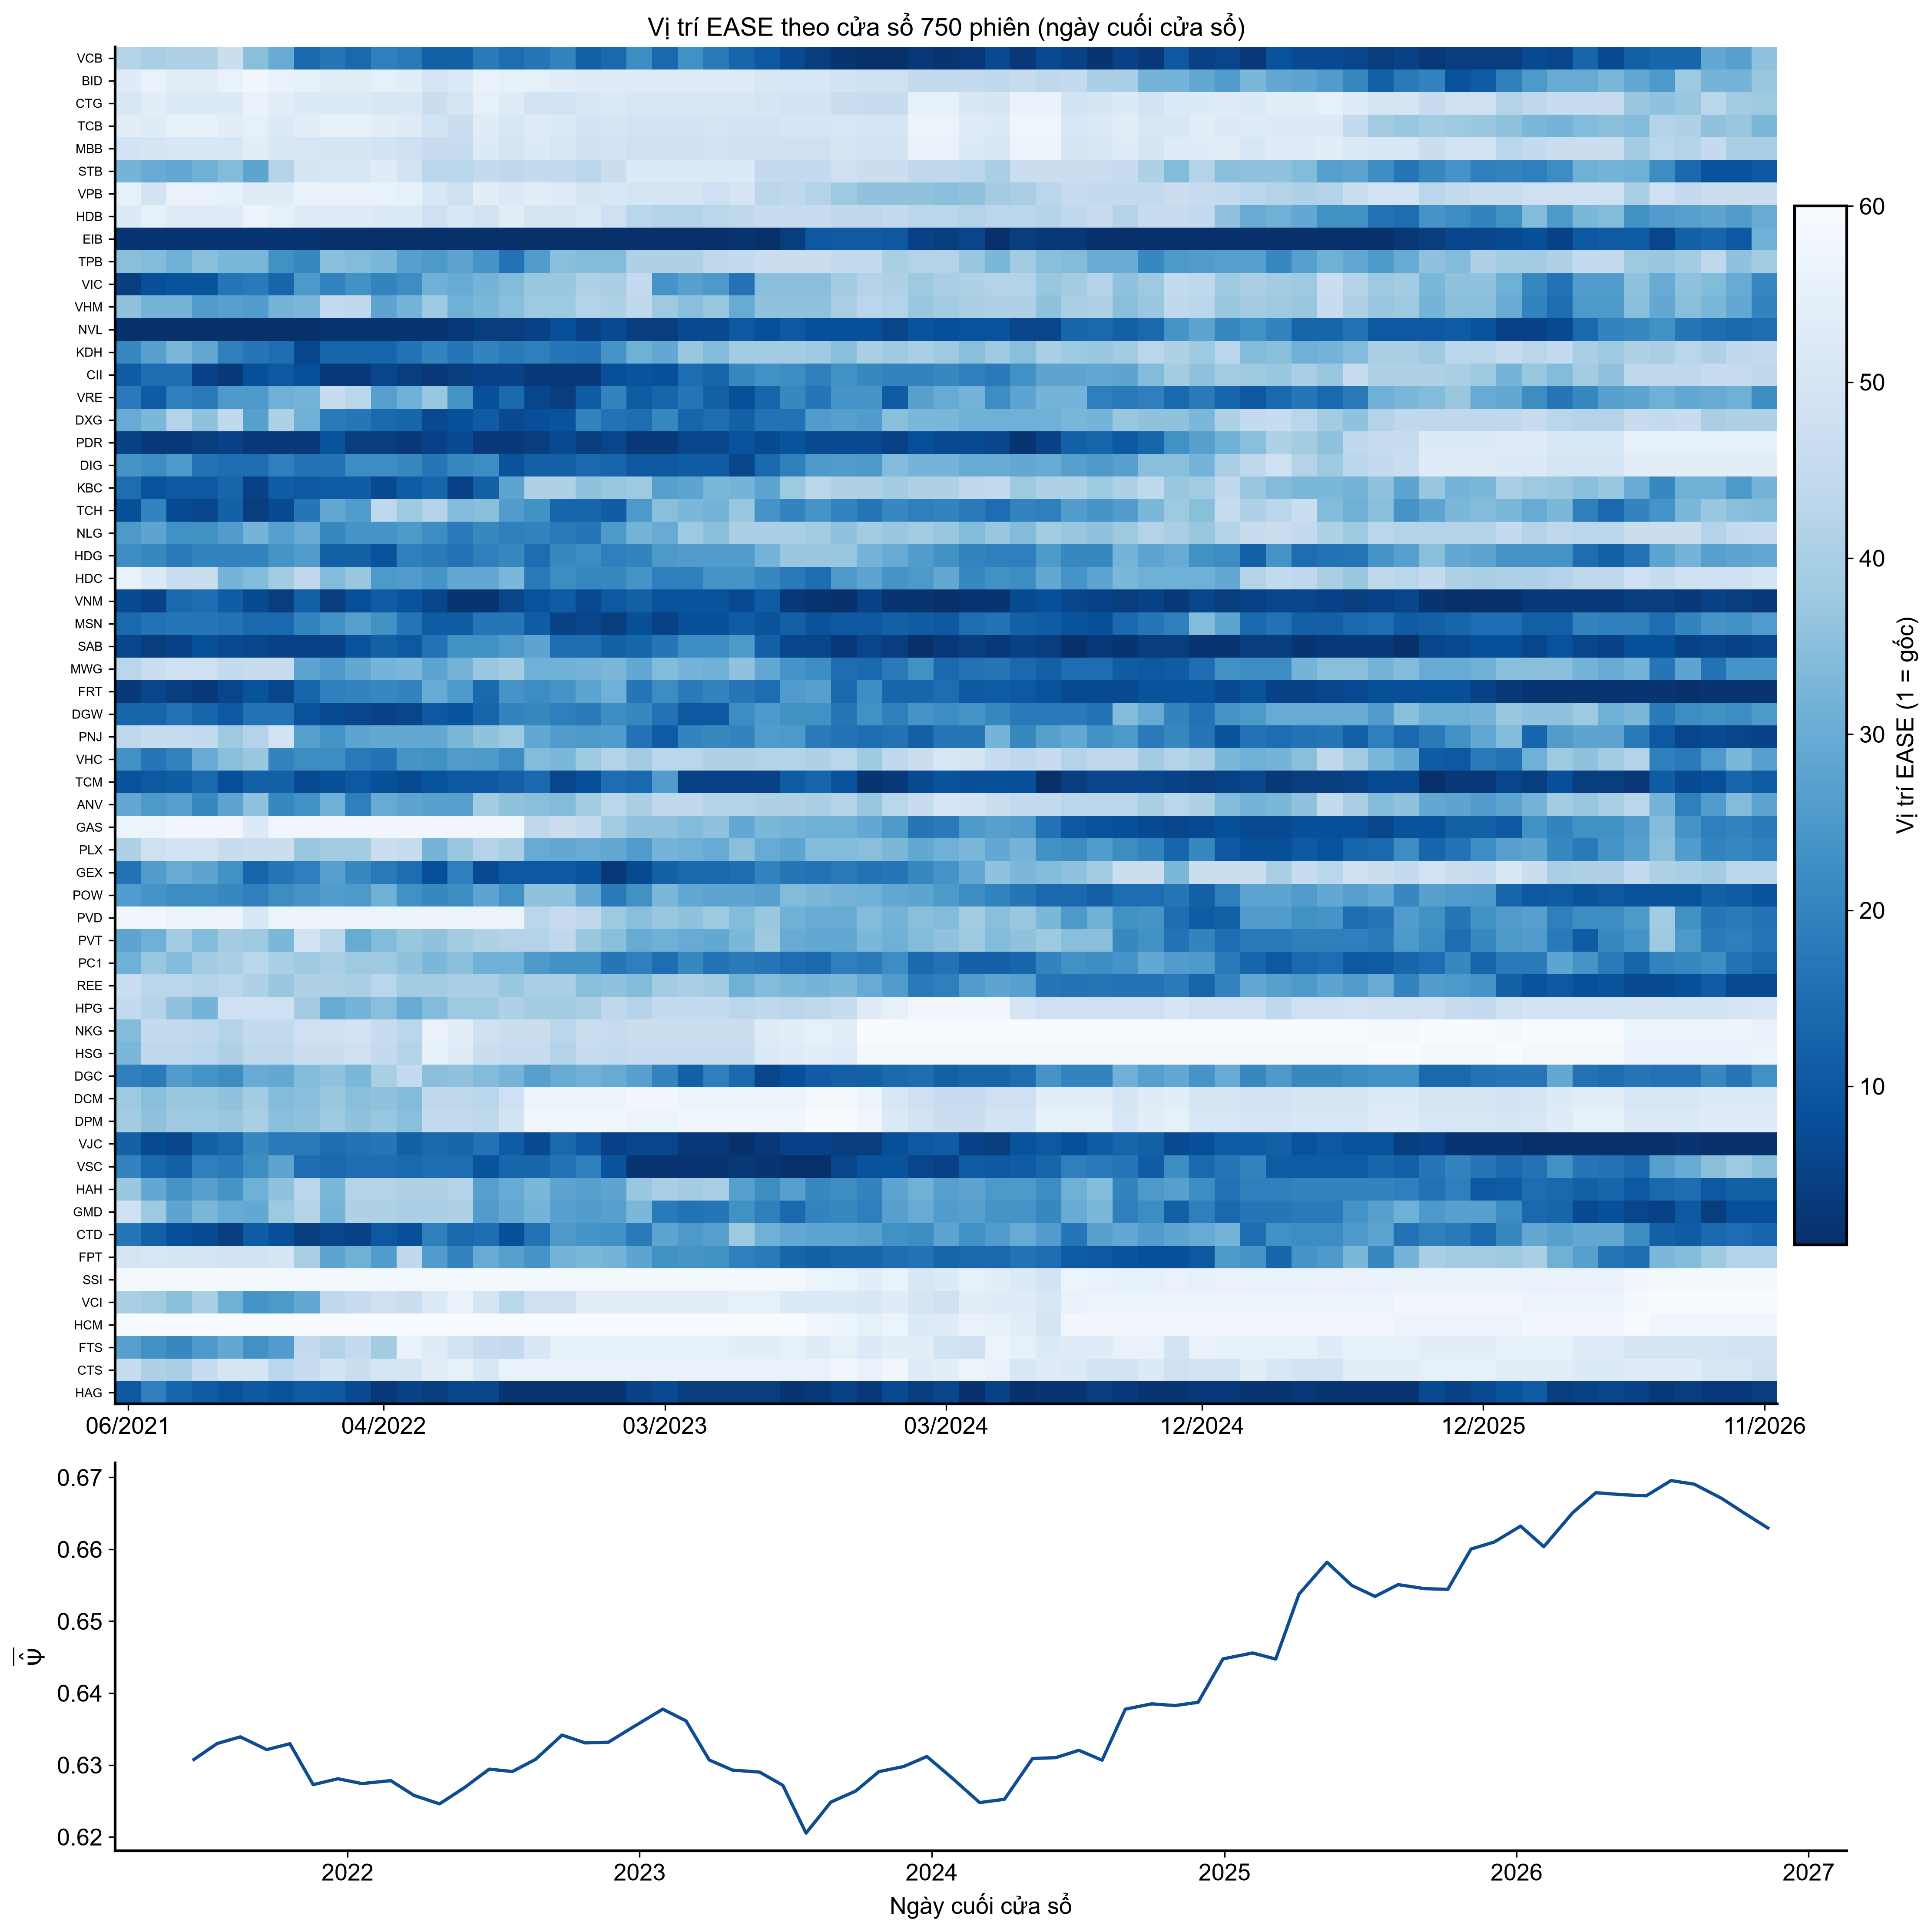 Vị trí EASE theo cửa sổ 750 phiên (ngày cuối cửa sổ)
VCB
BID
CTG
TCB
MBB
STB
VPB
HDB
EIB
TPB
VIC
VHM
NVL
KDH
CII
VRE
DXG
PDR
DIG
KBC
TCH
NLG
HDG
HDC
VNM
MSN
SAB
MWG
FRT
DGW
PNJ
VHC
TCM
ANV
GAS
PLX
GEX
POW
PVD
PVT
PC1
REE
HPG
NKG
HSG
DGC
DCM
DPM
VJC
VSC
HAH
GMD
CTD
FPT
SSI
VCI
HCM
FTS
CTS
HAG
06/2021 04/2022 03/2023 03/2024 12/2024 12/2025 11/2026
60
50
40
30
20
10
Vị trí EASE (1 = gốc)
0.67
0.66
0.65
0.64
0.63
0.62
$\overline{\hat{\psi}}$
2022 2023 2024 2025 2026 2027
Ngày cuối cửa sổ